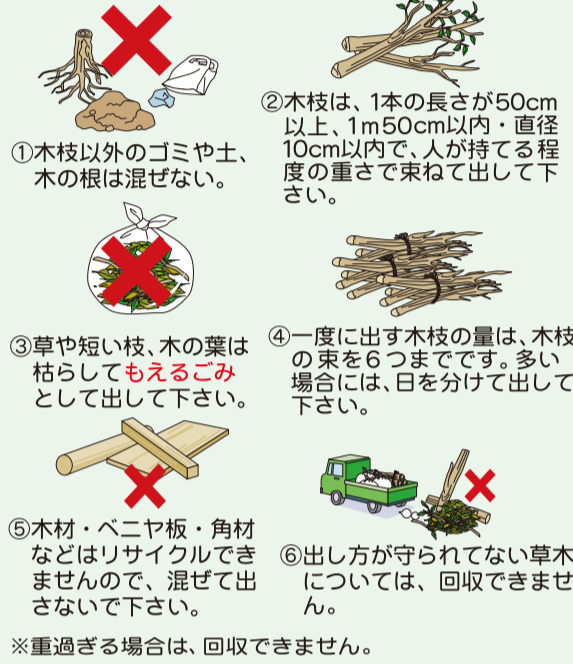 ①木枝以外のゴミや土、
木の根は混ぜない。
②木枝は、1本の長さが50cm
以上、1m50cm以内・直径
10cm以内で、人が持てる程
度の重さで束ねて出して下
さい。
③草や短い枝、木の葉は
枯らしてもえるごみ
として出して下さい。
④一度に出す木枝の量は、木枝
の束を6つまでです。多い
場合には、日を分けて出して
下さい。
⑤木材・ベニヤ板・角材
などはリサイクルでき
ませんので、混ぜて出
さないで下さい。
⑥出し方が守られてない草木
については、回収できませ
ん。
※重過ぎる場合は、回収できません。